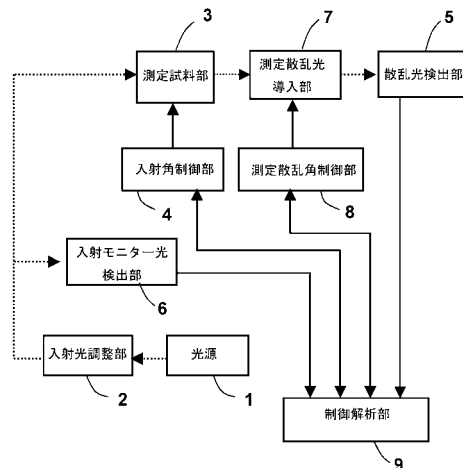 3
7
5
測定試料部
測定散乱光
導入部
散乱光検出部
入射角制御部
測定散乱角制御部
4
8
入射モニター光
検出部
6
入射光調整部
光源
2
1
制御解析部
9